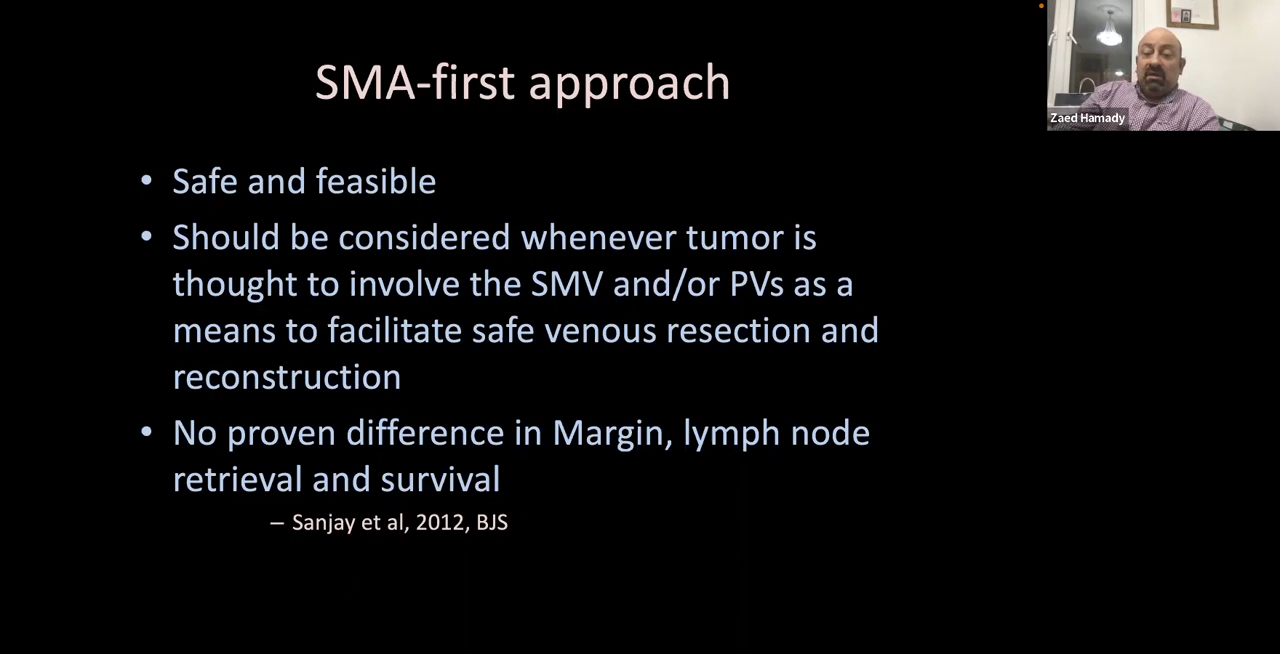 SMA-first approach
Zaed Hamady
• Safe and feasible
• Should be considered whenever tumor is
thought to involve the SMV and/or PVs as a
means to facilitate safe venous resection and
reconstruction
• No proven difference in Margin, lymph node
retrieval and survival
– Sanjay et al, 2012, BJS